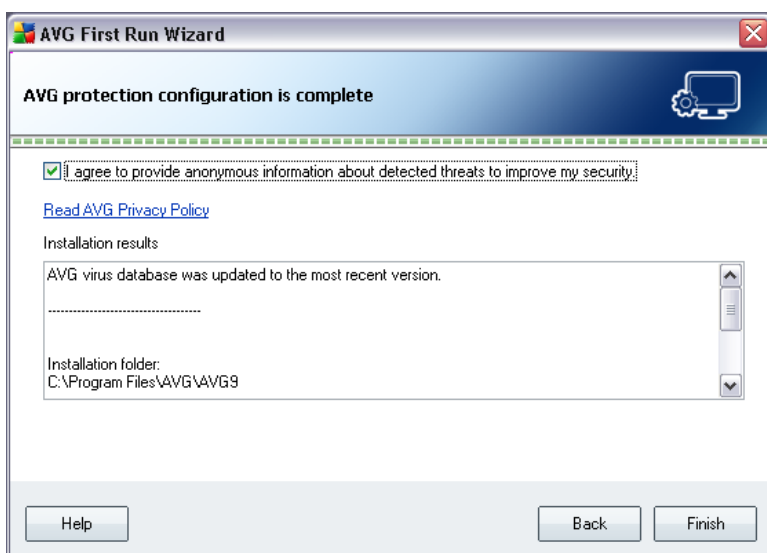 AVG First Run Wizard
AVG protection configuration is complete
I agree to provide anonymous information about detected threats to improve my security.
Read AVG Privacy Policy
Installation results
AVG virus database was updated to the most recent version.
-----------------------------------
Installation folder:
C:\Program Files\AVG\AVG9
Help
Back
Finish